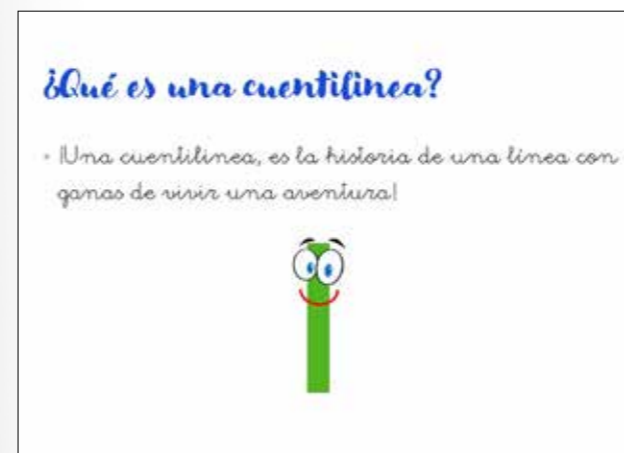 ¿Qué es una cuentilinea?
- ¡Una cuentilinea, es la historia de una línea con
ganas de vivir una aventura!